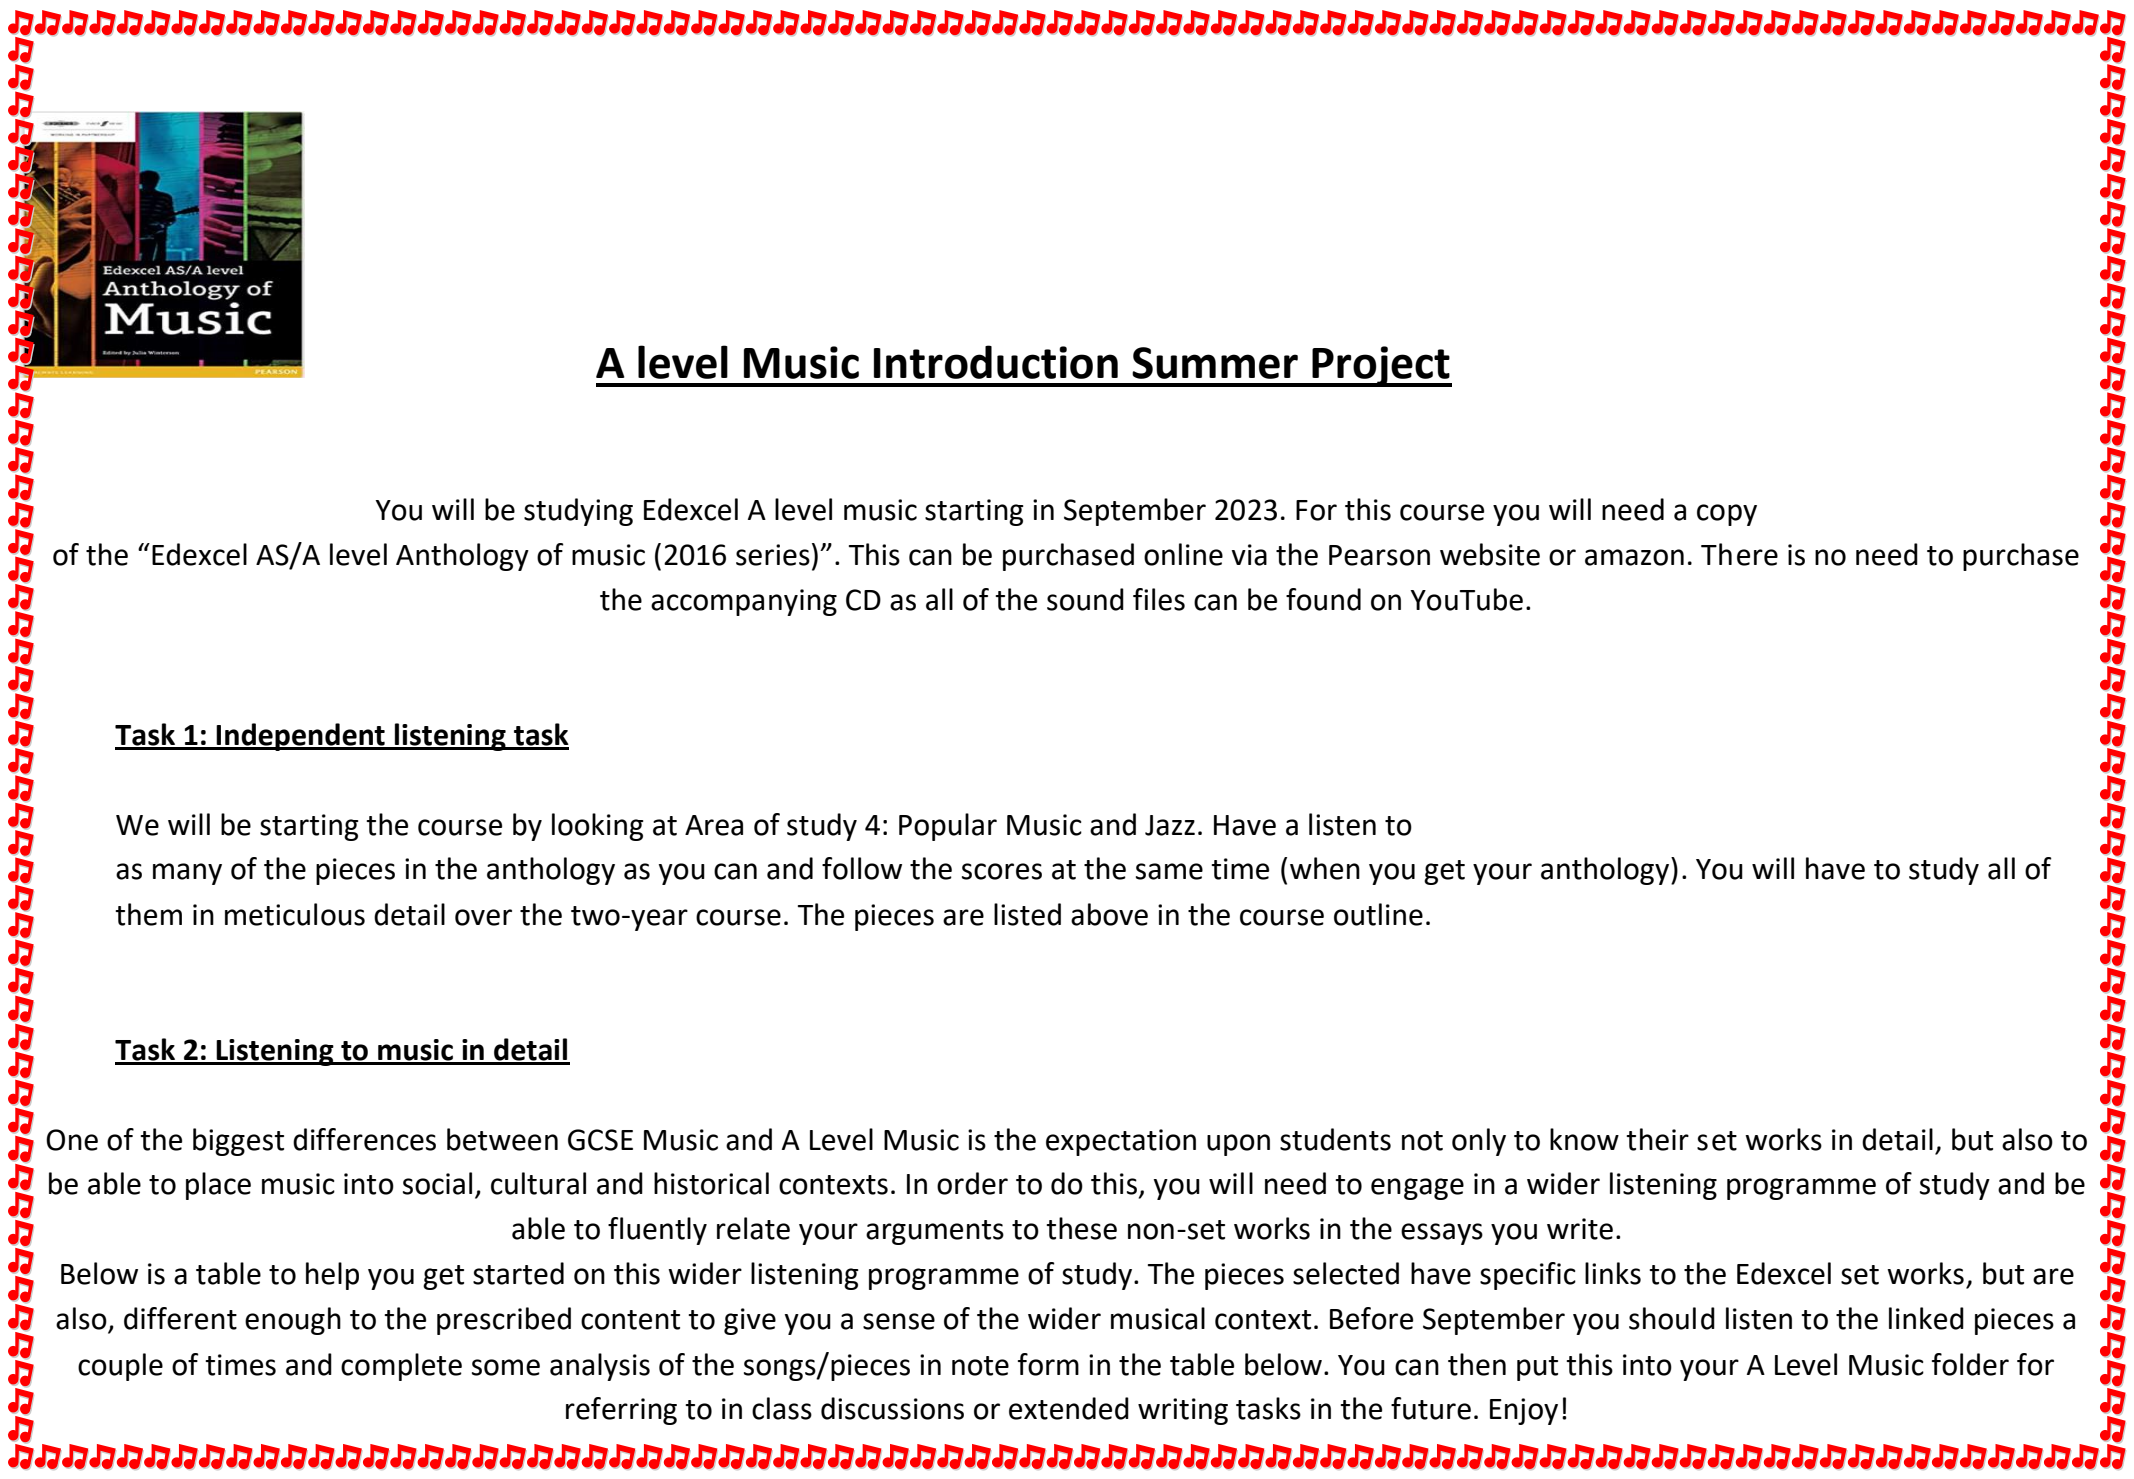 Edexcel AS/A level
Anthology of
Music
Edited by Julia Winterson
PEARSON
A level Music Introduction Summer Project
You will be studying Edexcel A level music starting in September 2023. For this course you will need a copy
of the “Edexcel AS/A level Anthology of music (2016 series)”. This can be purchased online via the Pearson website or amazon. There is no need to purchase
the accompanying CD as all of the sound files can be found on YouTube.
Task 1: Independent listening task
We will be starting the course by looking at Area of study 4: Popular Music and Jazz. Have a listen to
as many of the pieces in the anthology as you can and follow the scores at the same time (when you get your anthology). You will have to study all of
them in meticulous detail over the two-year course. The pieces are listed above in the course outline.
Task 2: Listening to music in detail
One of the biggest differences between GCSE Music and A Level Music is the expectation upon students not only to know their set works in detail, but also to
be able to place music into social, cultural and historical contexts. In order to do this, you will need to engage in a wider listening programme of study and be
able to fluently relate your arguments to these non-set works in the essays you write.
Below is a table to help you get started on this wider listening programme of study. The pieces selected have specific links to the Edexcel set works, but are
also, different enough to the prescribed content to give you a sense of the wider musical context. Before September you should listen to the linked pieces a
couple of times and complete some analysis of the songs/pieces in note form in the table below. You can then put this into your A Level Music folder for
referring to in class discussions or extended writing tasks in the future. Enjoy!